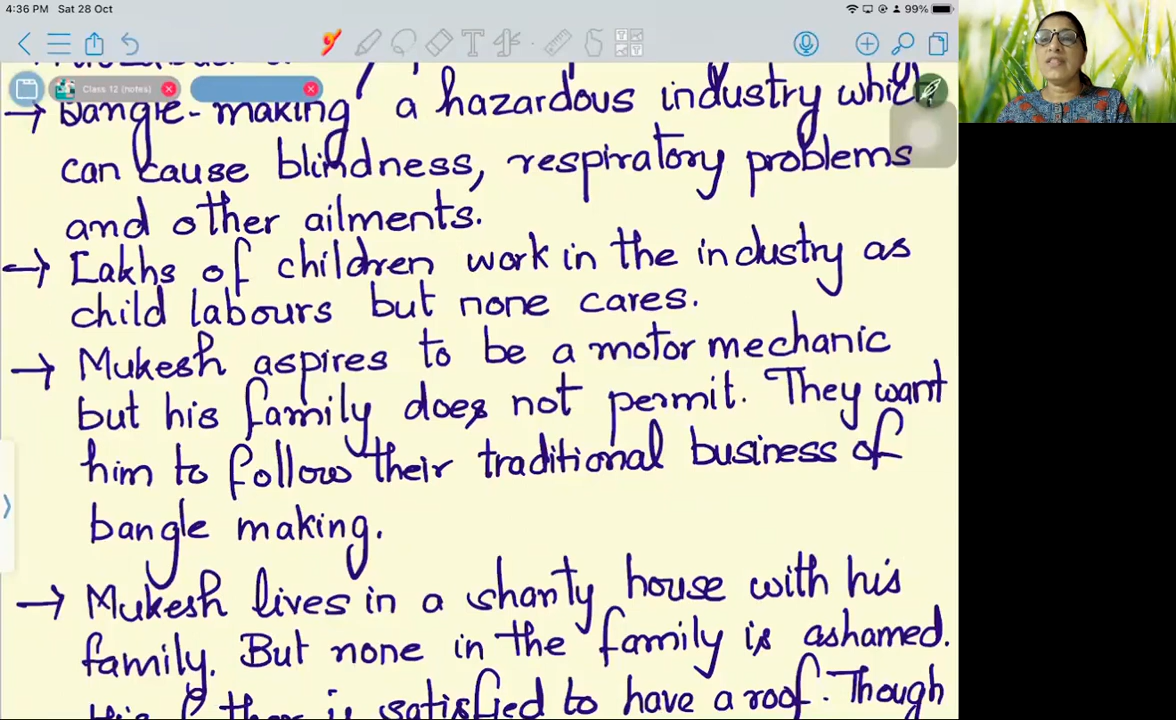 4:36 PM Sat 28 Oct
99%
Class 12 (notes)
→ Bangle-making a hazardous industry which
can cause blindness, respiratory problems
and other ailments.
→ Lakhs of children work in the industry as
child labours but none cares.
→ Mukesh aspires to be a motor mechanic
but his family does not permit. They want
him to follow their traditional business of
bangle making.
→ Mukesh lives in a shanty house with his
family. But none in the family is ashamed.
is satisfied to have a roof. Though